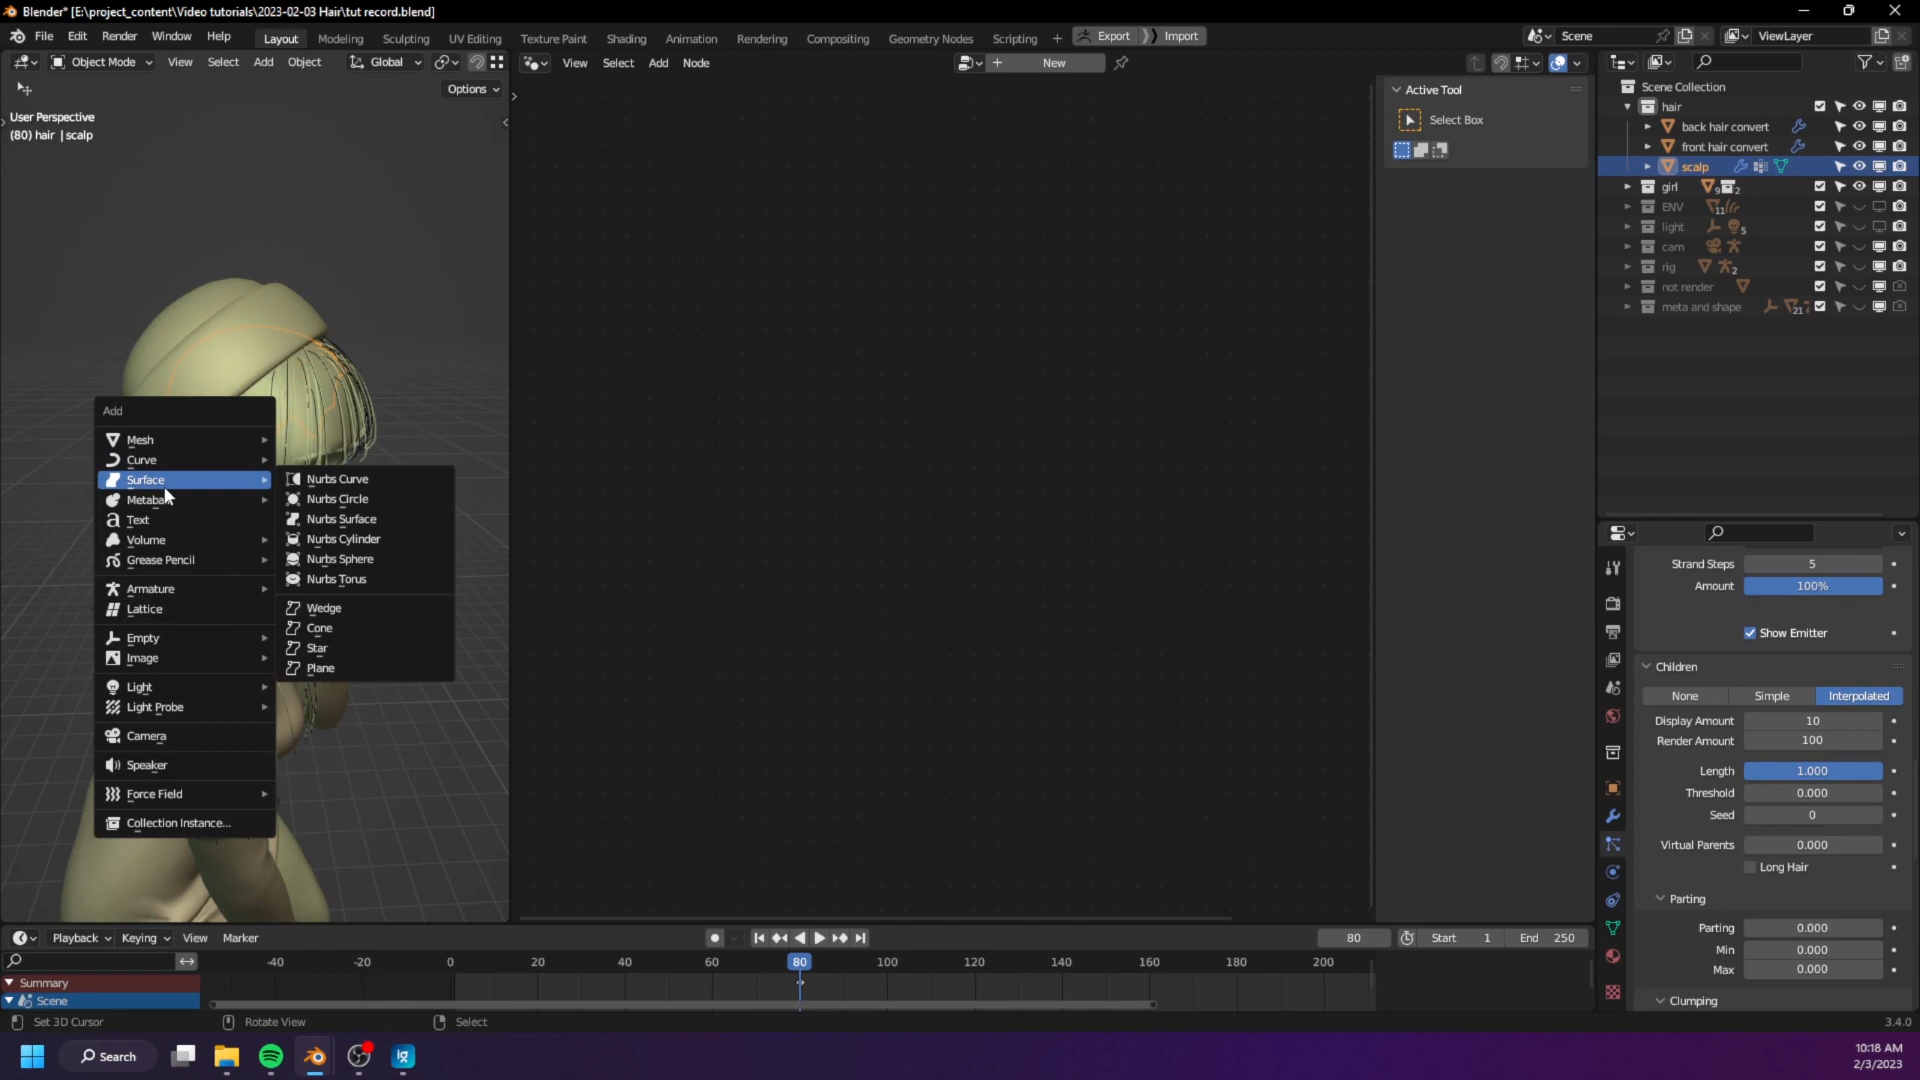 Blender* [E:\project_content\Video tutorials\2023-02-03 Hair\tut record.blend]
File Edit Render Window Help Layout Modeling Sculpting UV Editing Texture Paint Shading Animation Rendering Compositing Geometry Nodes Scripting + Export Import Scene ViewLayer
Object Mode View Select Add Object Global
View Select Add Node New
Options
User Perspective
(80) hair | scalp
Active Tool
Select Box
Scene Collection
hair
back hair convert
front hair convert
scalp
girl 9 2
ENV 11
light 5
cam
rig 2
not render
meta and shape 21
Add
Mesh
Curve
Surface
Text
Volume
Grease Pencil
Armature
Lattice
Empty
Image
Light
Light Probe
Camera
Speaker
Force Field
Collection Instance...
Nurbs Curve
Nurbs Circle
Nurbs Surface
Nurbs Cylinder
Nurbs Sphere
Nurbs Torus
Wedge
Cone
Star
Plane
Strand Steps 5
Amount 100%
Show Emitter
Children
None Simple Interpolated
Display Amount 10
Render Amount 100
Length 1.000
Threshold 0.000
Seed 0
Virtual Parents 0.000
Long Hair
Parting
Parting 0.000
Min 0.000
Max 0.000
Clumping
Playback Keying View Marker 80 Start 1 End 250
-40 -20 0 20 40 60 80 100 120 140 160 180 200
Summary
Scene
Set 3D Cursor Rotate View Select 3.4.0
Search
10:18 AM
2/3/2023